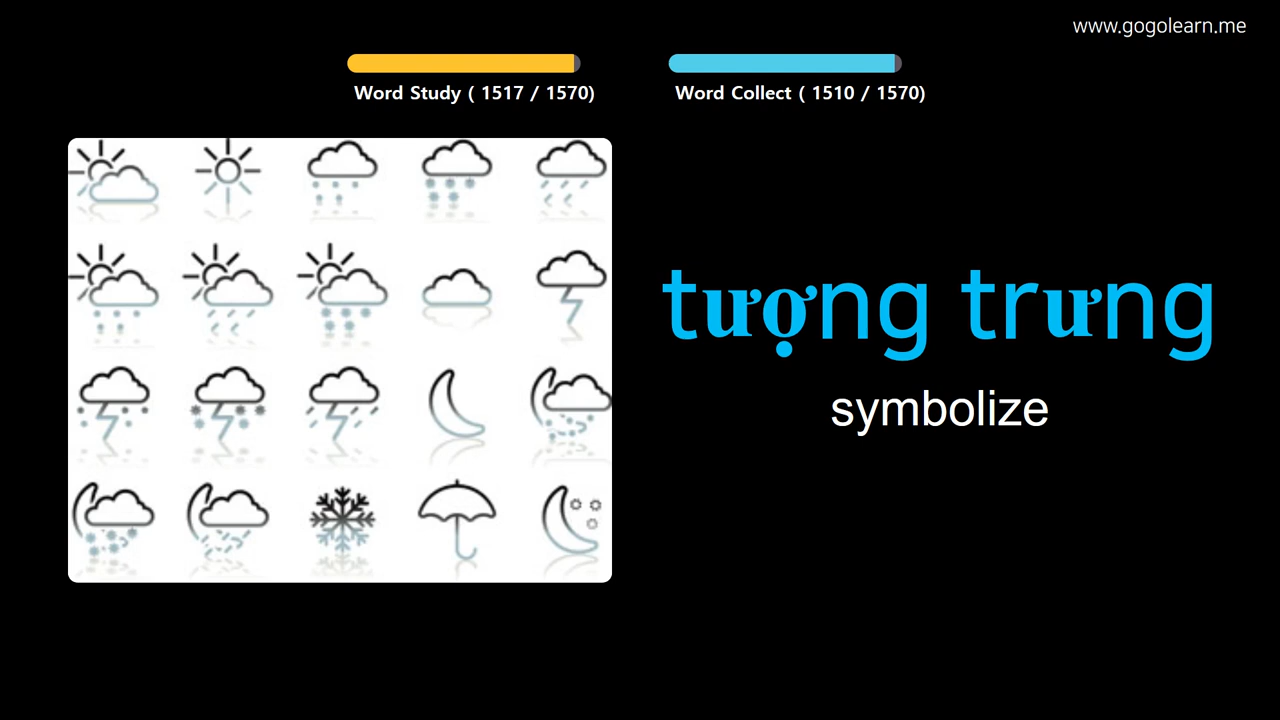 www.gogolearn.me
Word Study ( 1517 / 1570)
Word Collect ( 1510 / 1570)
tượng trưng
symbolize